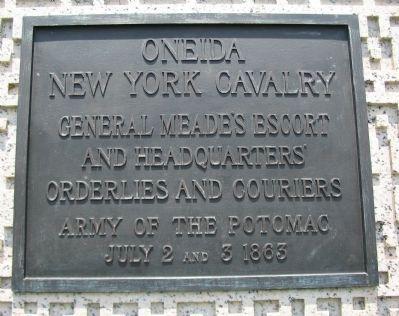 ONEIDA
NEW YORK CAVALRY
GENERAL MEADE'S ESCORT
AND HEADQUARTERS'
ORDERLIES AND COURIERS
ARMY OF THE POTOMAC
JULY 2 AND 3 1863